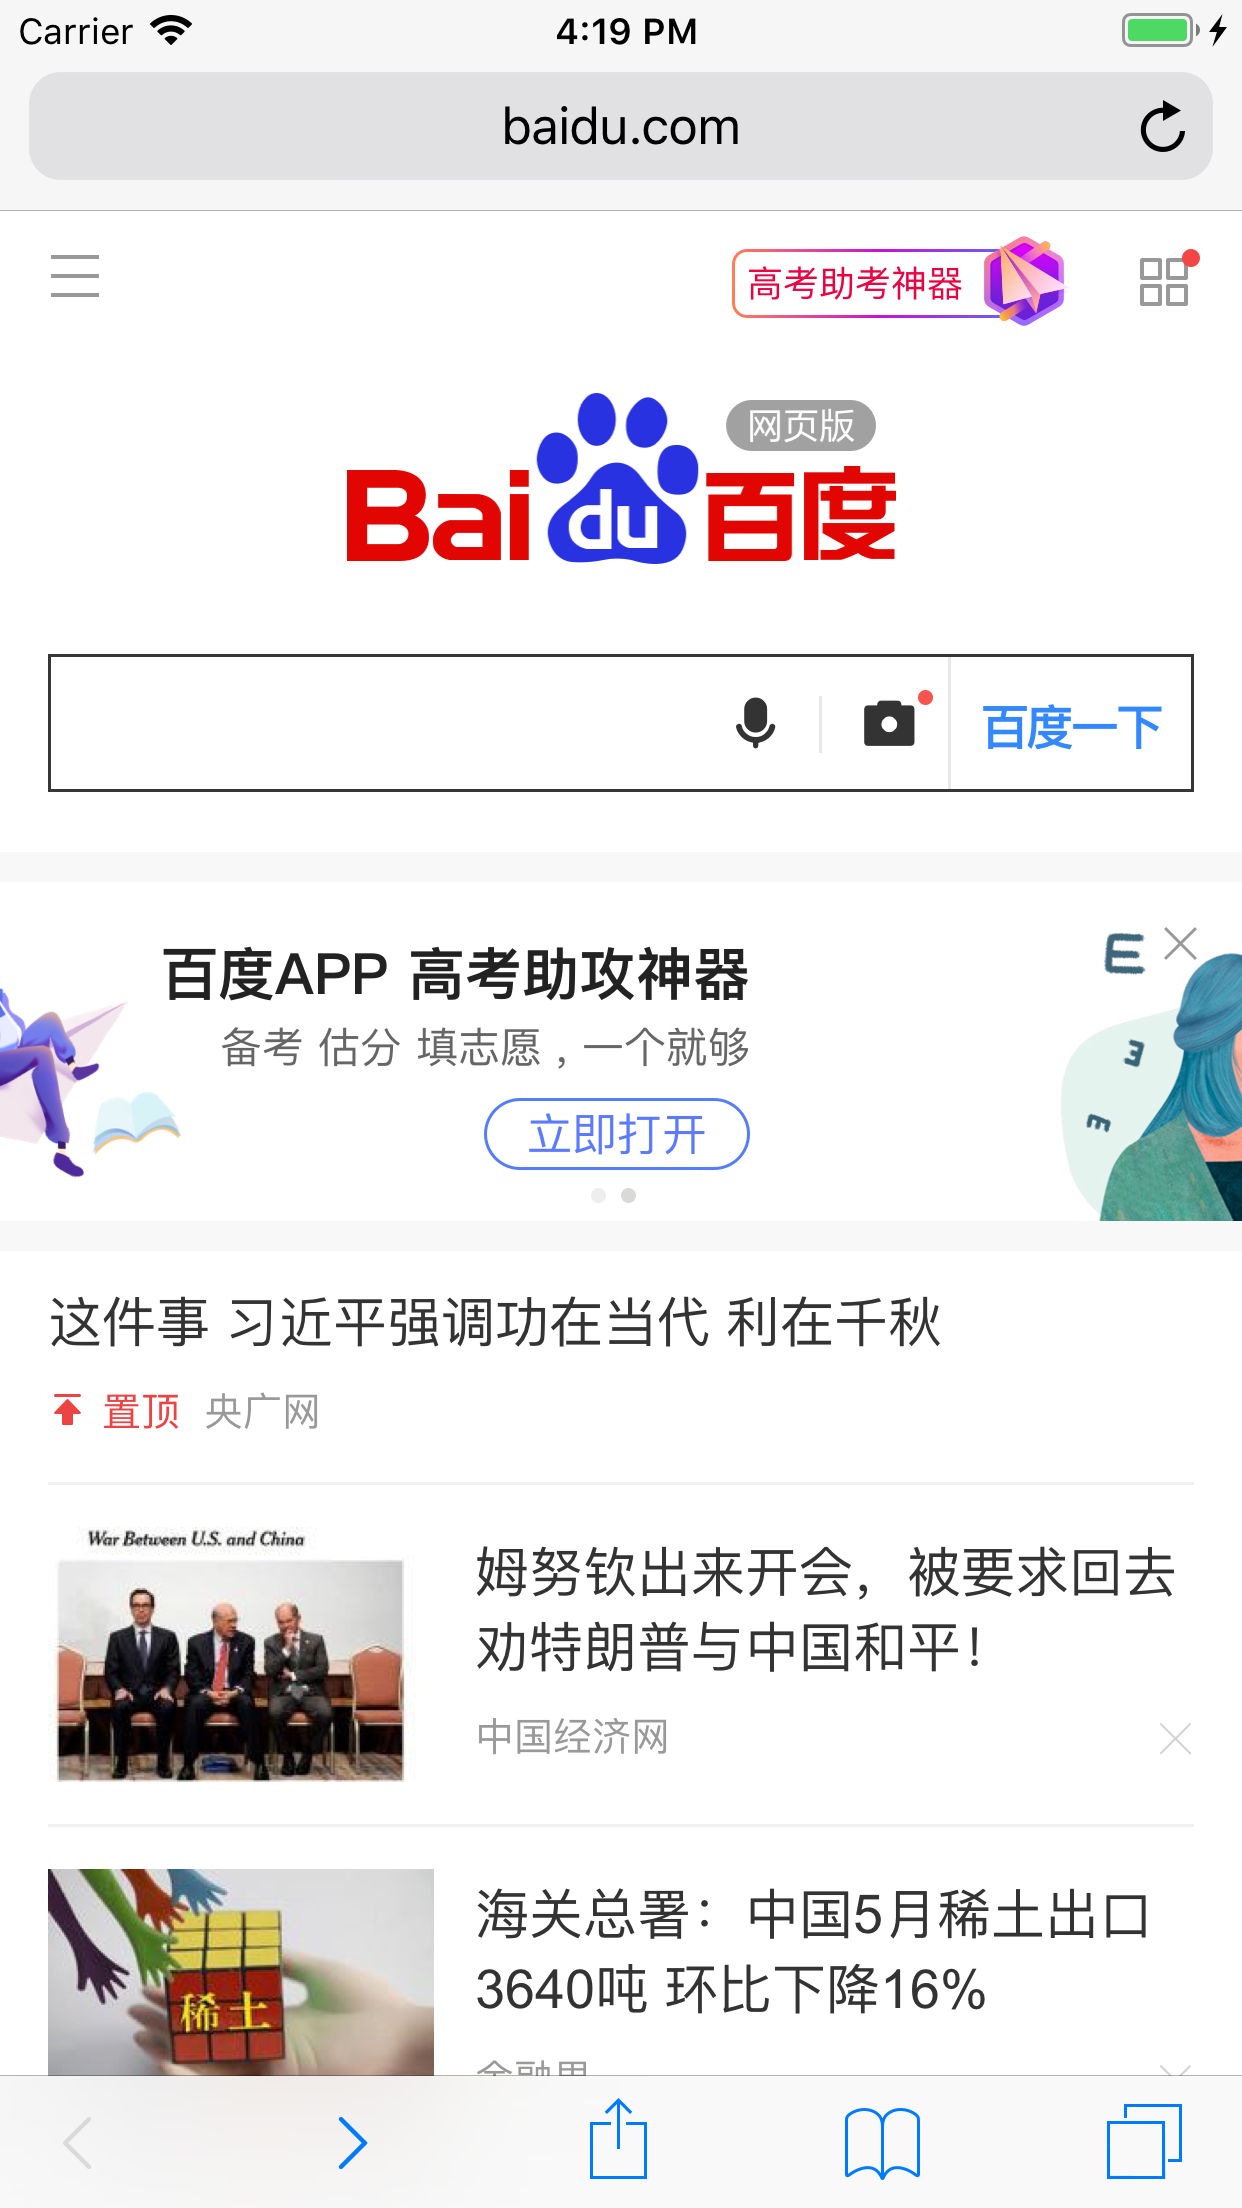 Carrier 4:19 PM
baidu.com
高考助考神器
网页版
Bai du 百度
百度一下
百度APP 高考助攻神器
备考 估分 填志愿，一个就够
立即打开
E
E
E
这件事 习近平强调功在当代 利在千秋
置顶 央广网
War Between U.S. and China
姆努钦出来开会，被要求回去
劝特朗普与中国和平！
中国经济网
海关总署：中国5月稀土出口
3640吨 环比下降16%
稀土